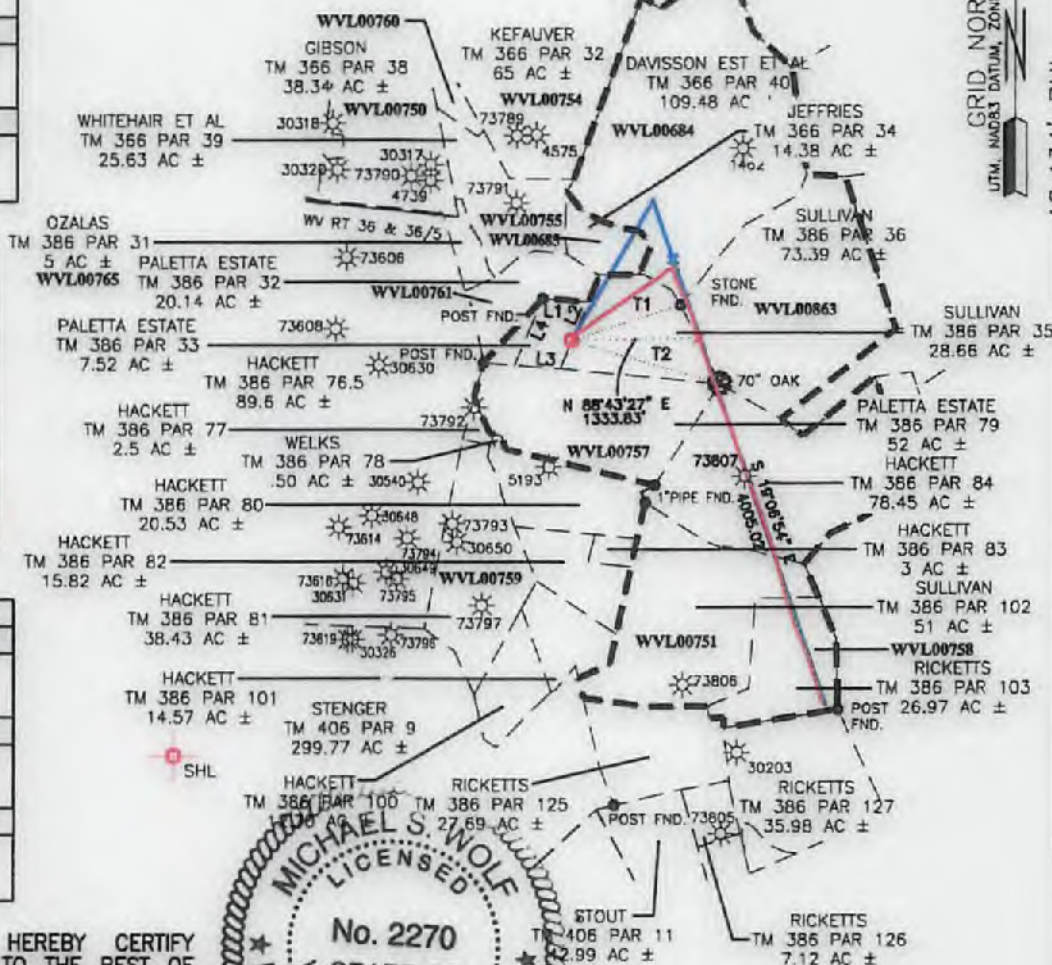 WVL00760
GIBSON
TM 366 PAR 38
38.34 AC ±
KEFAUVER
TM 366 PAR 32
65 AC ±
DAVISSON EST ET AL
TM 366 PAR 40
109.48 AC
WVL00750
WVL00754
WVL00684
JEFFRIES
TM 366 PAR 34
14.38 AC ±
GRID NOR
UTM, NAD83 DATUM, ZON
WHITEHAIR ET AL
TM 366 PAR 39
25.63 AC ±
30318
73789
4575
30317
73790
4739
73791
WV RT 36 & 36/5
WVL00755
WVL00685
SULLIVAN
TM 386 PAR 36
73.39 AC ±
OZALAS
TM 386 PAR 31
5 AC ±
WVL00765
PALETTA ESTATE
TM 386 PAR 32
20.14 AC ±
73606
WVL00761
POST FND.
STONE
FND.
WVL00863
L1
L2
L4
L3
T1
T2
SULLIVAN
TM 386 PAR 35
28.66 AC ±
PALETTA ESTATE
TM 386 PAR 33
7.52 AC ±
73608
POST FND.
30630
HACKETT
TM 386 PAR 76.5
89.6 AC ±
70" OAK
N 88°43'27" E
1333.83'
PALETTA ESTATE
TM 386 PAR 79
52 AC ±
HACKETT
TM 386 PAR 77
2.5 AC ±
73792
WELKS
TM 386 PAR 78
.50 AC ±
WVL00757
73807
S 19°06'54" E
4005.02'
HACKETT
TM 386 PAR 84
78.45 AC ±
30540
5193
1"PIPE FND.
HACKETT
TM 386 PAR 80
20.53 AC ±
30648
73614
73793
73794
30649
30650
HACKETT
TM 386 PAR 83
3 AC ±
HACKETT
TM 386 PAR 82
15.82 AC ±
73795
WVL00759
SULLIVAN
TM 386 PAR 102
51 AC ±
HACKETT
TM 386 PAR 81
38.43 AC ±
73797
30326
73796
WVL00751
WVL00758
RICKETTS
TM 386 PAR 103
26.97 AC ±
HACKETT
TM 386 PAR 101
14.57 AC ±
73806
POST
FND.
STENGER
TM 406 PAR 9
299.77 AC ±
SHL
30203
HACKETT
TM 386 PAR 100
AC ±
RICKETTS
TM 386 PAR 125
27.69 AC ±
RICKETTS
TM 386 PAR 127
35.98 AC ±
POST FND.
73805
MICHAEL S. WOLF
LICENSED
No. 2270
STOUT
TM 406 PAR 11
2.99 AC ±
RICKETTS
TM 386 PAR 126
7.12 AC ±
HEREBY CERTIFY
TO THE BEST OF